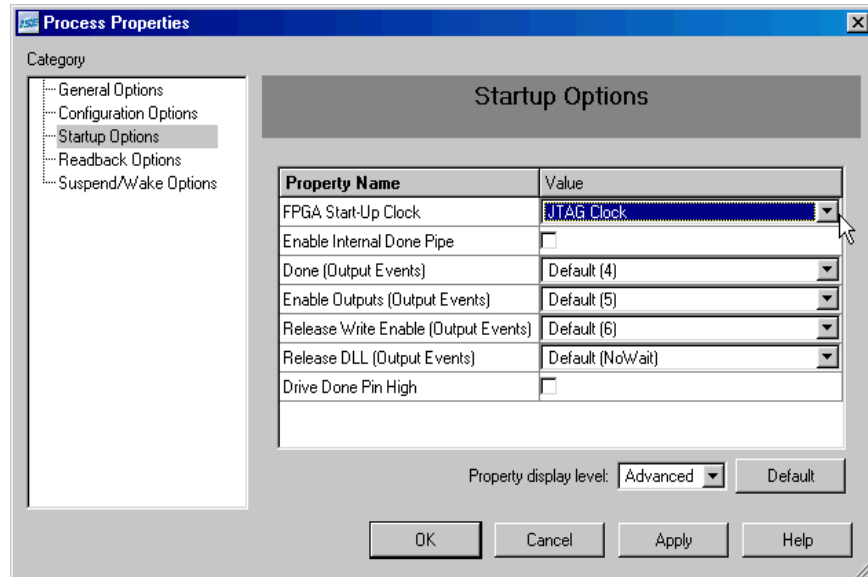 ISE Process Properties
Category
General Options
Configuration Options
Startup Options
Readback Options
Suspend/Wake Options
Startup Options
Property Name Value
FPGA Start-Up Clock JTAG Clock
Enable Internal Done Pipe
Done (Output Events) Default (4)
Enable Outputs (Output Events) Default (5)
Release Write Enable (Output Events) Default (6)
Release DLL (Output Events) Default (NoWait)
Drive Done Pin High
Property display level: Advanced Default
OK Cancel Apply Help